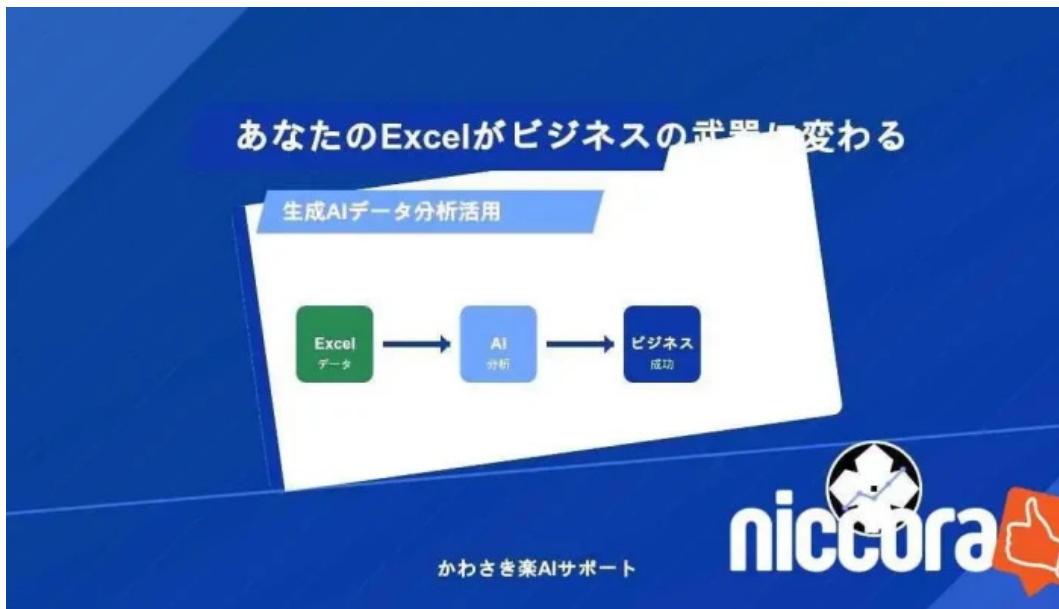 あなたのExcelがビジネスの武器に変わる
生成AIデータ分析活用
Excel
データ
AI
分析
ビジネス
成功
niccora
かわさき楽AIサポート